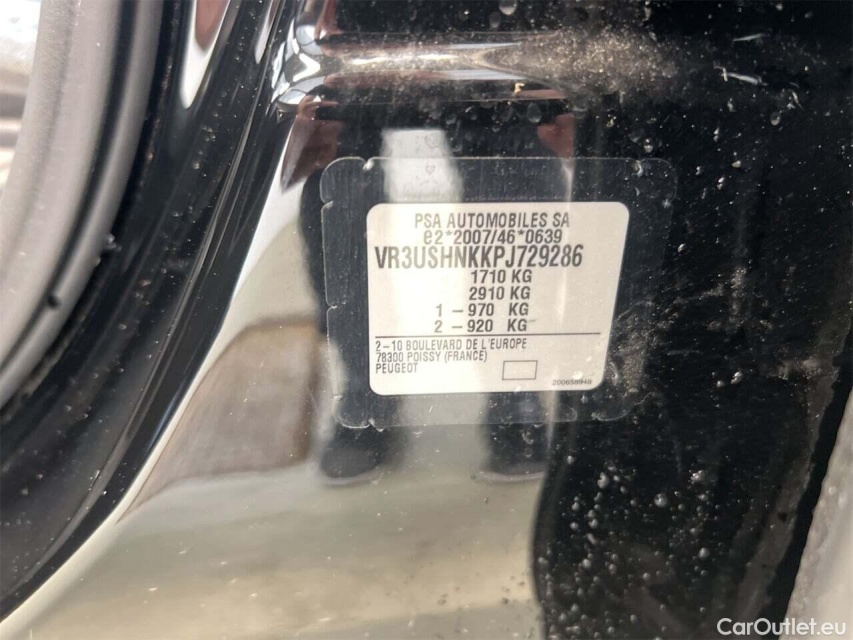 PSA AUTOMOBILES SA
e2*2007/46*0639
VR3USHNKKPJ729286
1710 KG
2910 KG
1 – 970 KG
2 – 920 KG
2–10 BOULEVARD DE L'EUROPE
78300 POISSY (FRANCE)
PEUGEOT
200658948
CarOutlet.eu